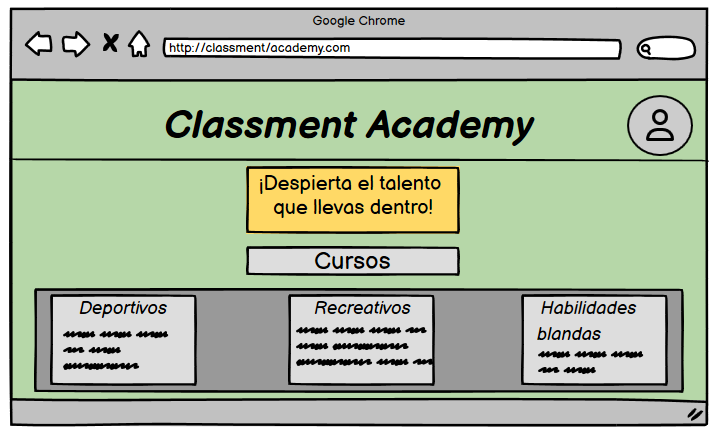 Google Chrome
http://classment/academy.com
Classment Academy
¡Despierta el talento
que llevas dentro!
Cursos
Deportivos
Recreativos
Habilidades
blandas